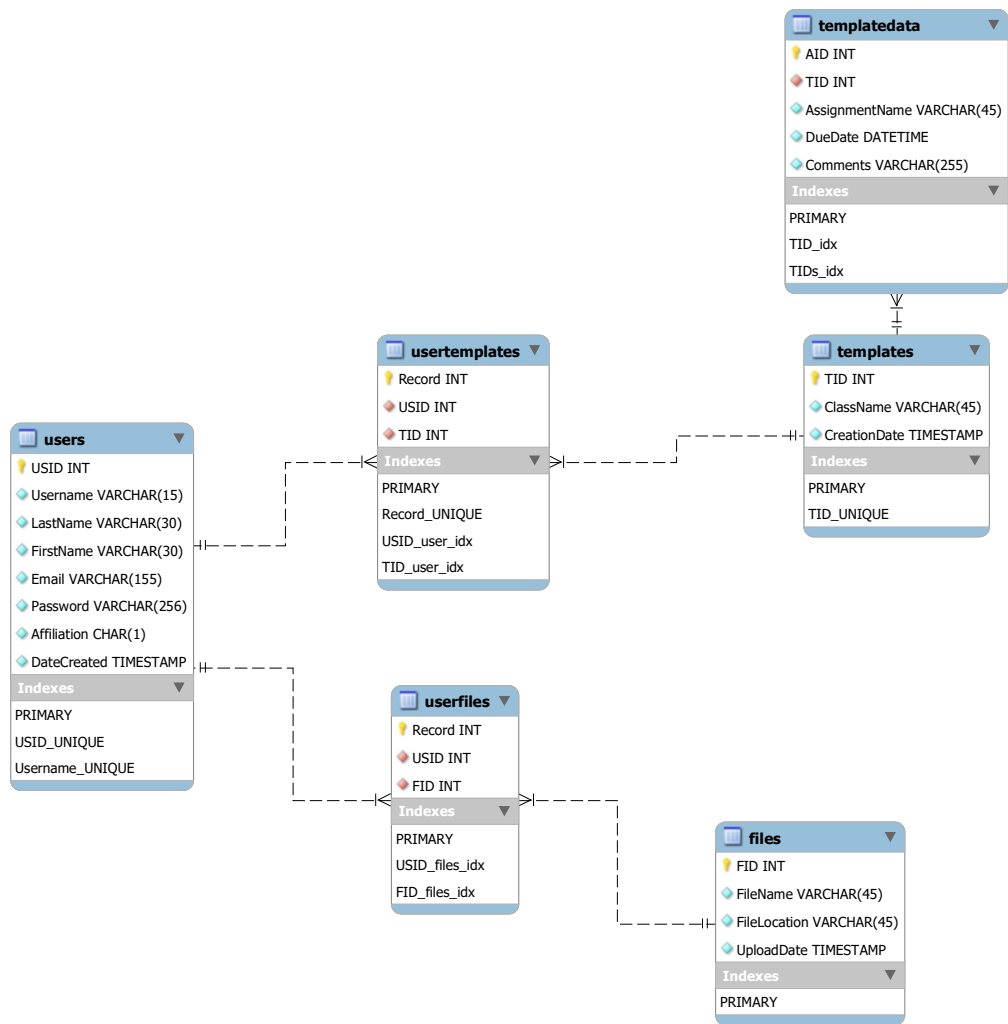 templatedata
AID INT
TID INT
AssignmentName VARCHAR(45)
DueDate DATETIME
Comments VARCHAR(255)
Indexes
PRIMARY
TID_idx
TIDs_idx
usertemplates
Record INT
USID INT
TID INT
Indexes
PRIMARY
Record_UNIQUE
USID_user_idx
TID_user_idx
templates
TID INT
ClassName VARCHAR(45)
CreationDate TIMESTAMP
Indexes
PRIMARY
TID_UNIQUE
users
USID INT
Username VARCHAR(15)
LastName VARCHAR(30)
FirstName VARCHAR(30)
Email VARCHAR(155)
Password VARCHAR(256)
Affiliation CHAR(1)
DateCreated TIMESTAMP
Indexes
PRIMARY
USID_UNIQUE
Username_UNIQUE
userfiles
Record INT
USID INT
FID INT
Indexes
PRIMARY
USID_files_idx
FID_files_idx
files
FID INT
FileName VARCHAR(45)
FileLocation VARCHAR(45)
UploadDate TIMESTAMP
Indexes
PRIMARY